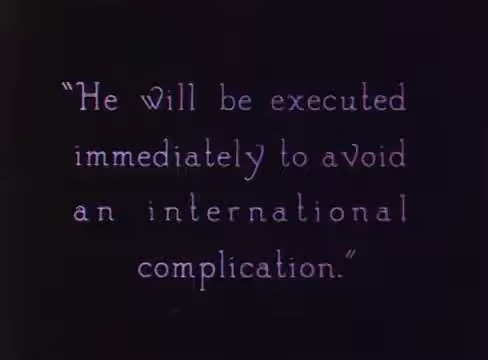 "He will be executed
immediately to avoid
an international
complication."